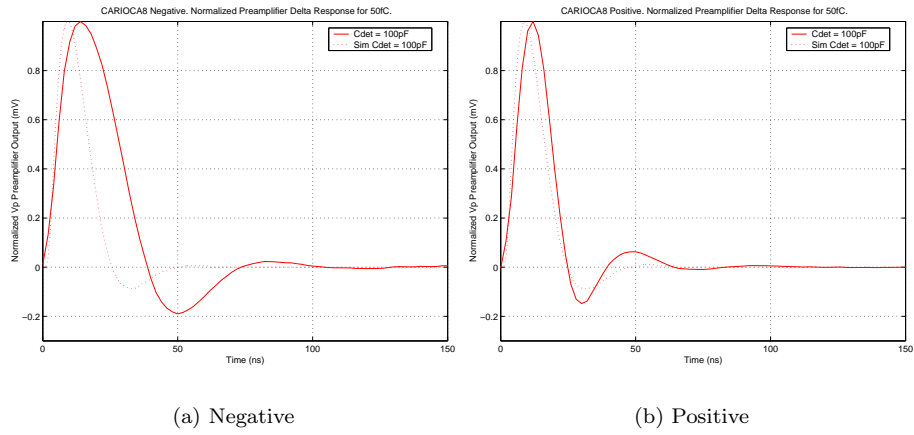 CARIOCA8 Negative. Normalized Preamplifier Delta Response for 50fC.
Cdet = 100pF
Sim Cdet = 100pF
Normalized Vp Preamplifier Output (mV)
0.8
0.6
0.4
0.2
0
−0.2
0
50
100
150
Time (ns)
(a) Negative
CARIOCA8 Positive. Normalized Preamplifier Delta Response for 50fC.
Cdet = 100pF
Sim Cdet = 100pF
Normalized Vp Preamplifier Output (mV)
0.8
0.6
0.4
0.2
0
−0.2
0
50
100
150
Time (ns)
(b) Positive